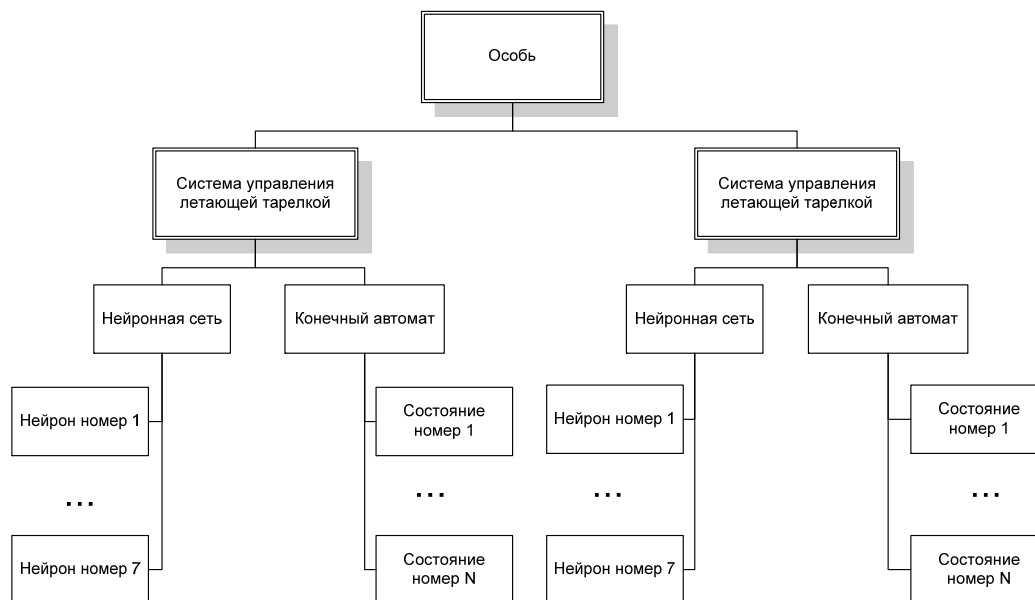 Особь
Система управления
летающей тарелкой
Система управления
летающей тарелкой
Нейронная сеть
Конечный автомат
Нейронная сеть
Конечный автомат
Нейрон номер 1
Состояние
номер 1
Нейрон номер 1
Состояние
номер 1
...
...
...
...
Нейрон номер 7
Состояние
номер N
Нейрон номер 7
Состояние
номер N